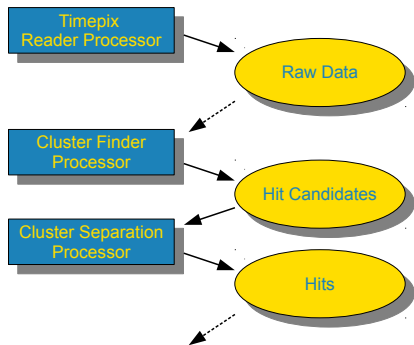 Timepix
Reader Processor
Raw Data
Cluster Finder
Processor
Hit Candidates
Cluster Separation
Processor
Hits